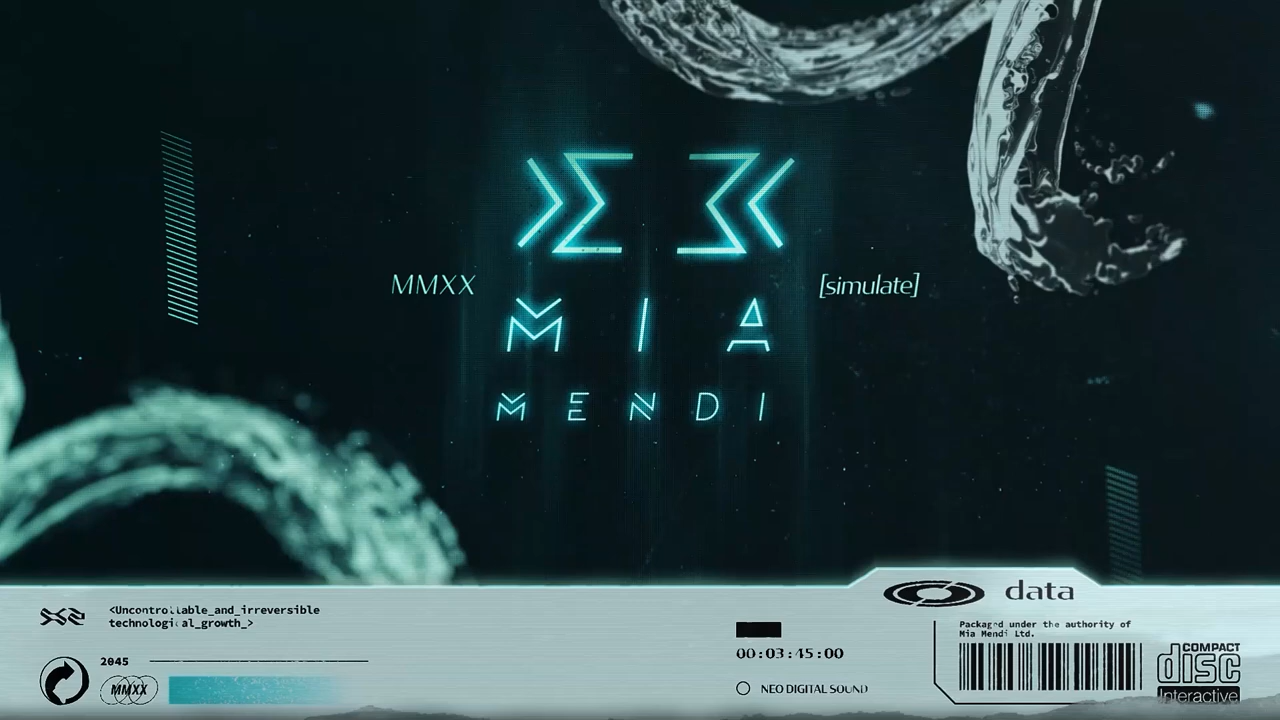 MMXX
[simulate]
MIA
MENDI
data
<Uncontrollable_and_irreversible
technological_growth_>
Packaged under the authority of
Mia Mendi Ltd.
2045
MMXX
00:03:45:00
NEO DIGITAL SOUND
COMPACT
disc
Interactive